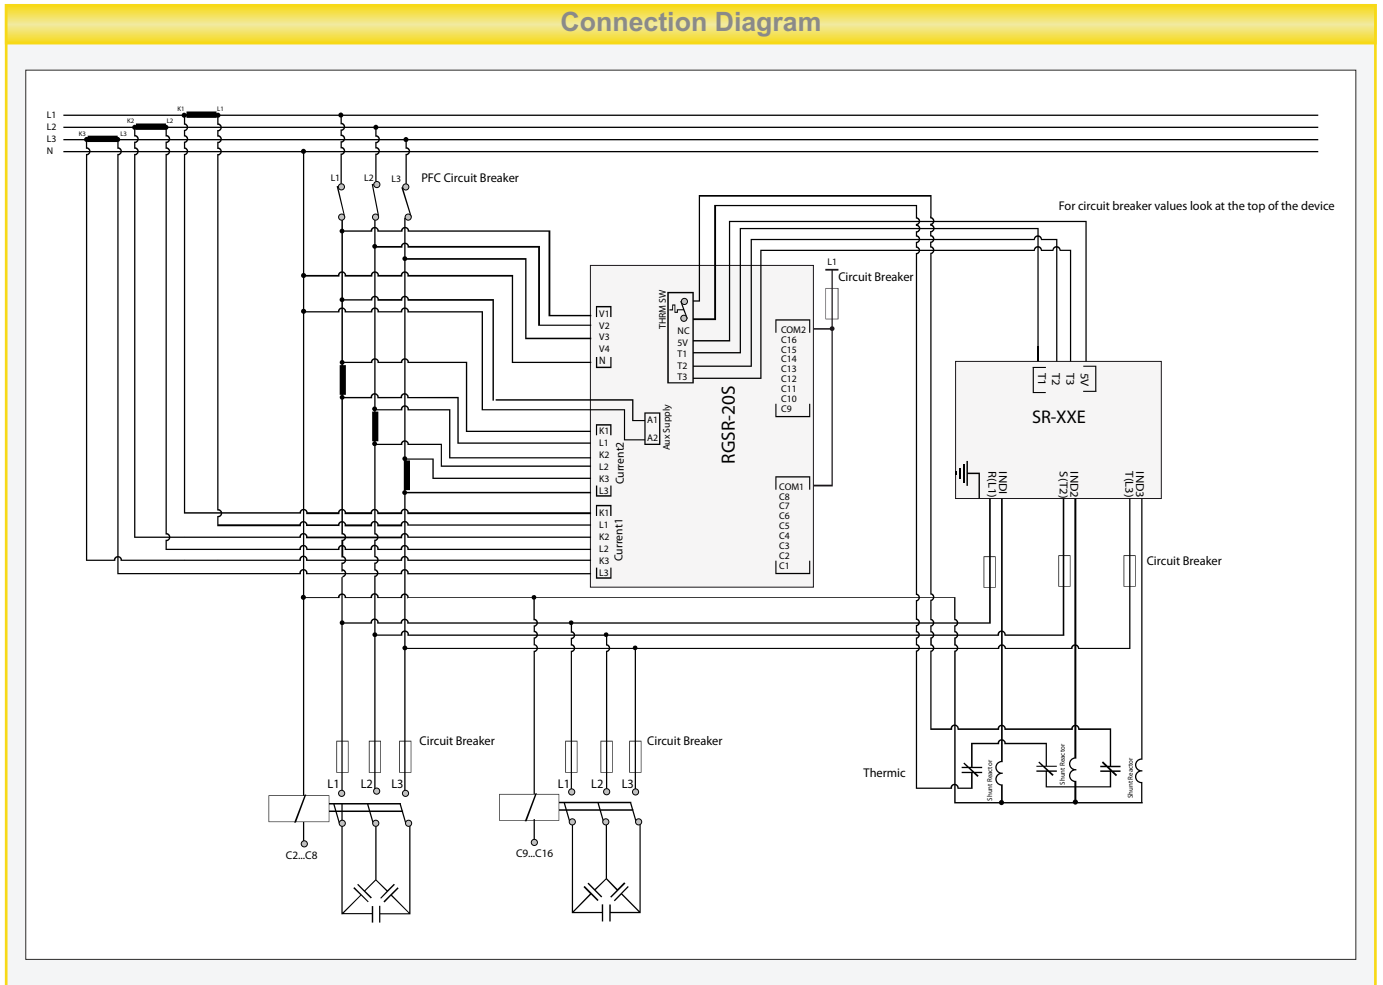 Connection Diagram
L1
L2
L3
N
K1 L1
K2 L2
K3 L3
L1 L2 L3 PFC Circuit Breaker
For circuit breaker values look at the top of the device
L1
Circuit Breaker
THRM SW
NC
5V
T1
T2
T3
V1
V2
V3
V4
N
COM2
C16
C15
C14
C13
C12
C11
C10
C9
RGSR-20S
A1
A2
Aux Supply
K1
L1
K2
L2
K3
L3
Current2
K1
L1
K2
L2
K3
L3
Current1
COM1
C8
C7
C6
C5
C4
C3
C2
C1
T1 T2 T3 5V
SR-XXE
R(L1) IND1 S(T2) IND2 T(L3) IND3
Circuit Breaker
Circuit Breaker
L1 L2 L3
C2...C8
Circuit Breaker
L1 L2 L3
C9...C16
Thermic
Shunt Reactor
Shunt Reactor
Shunt Reactor